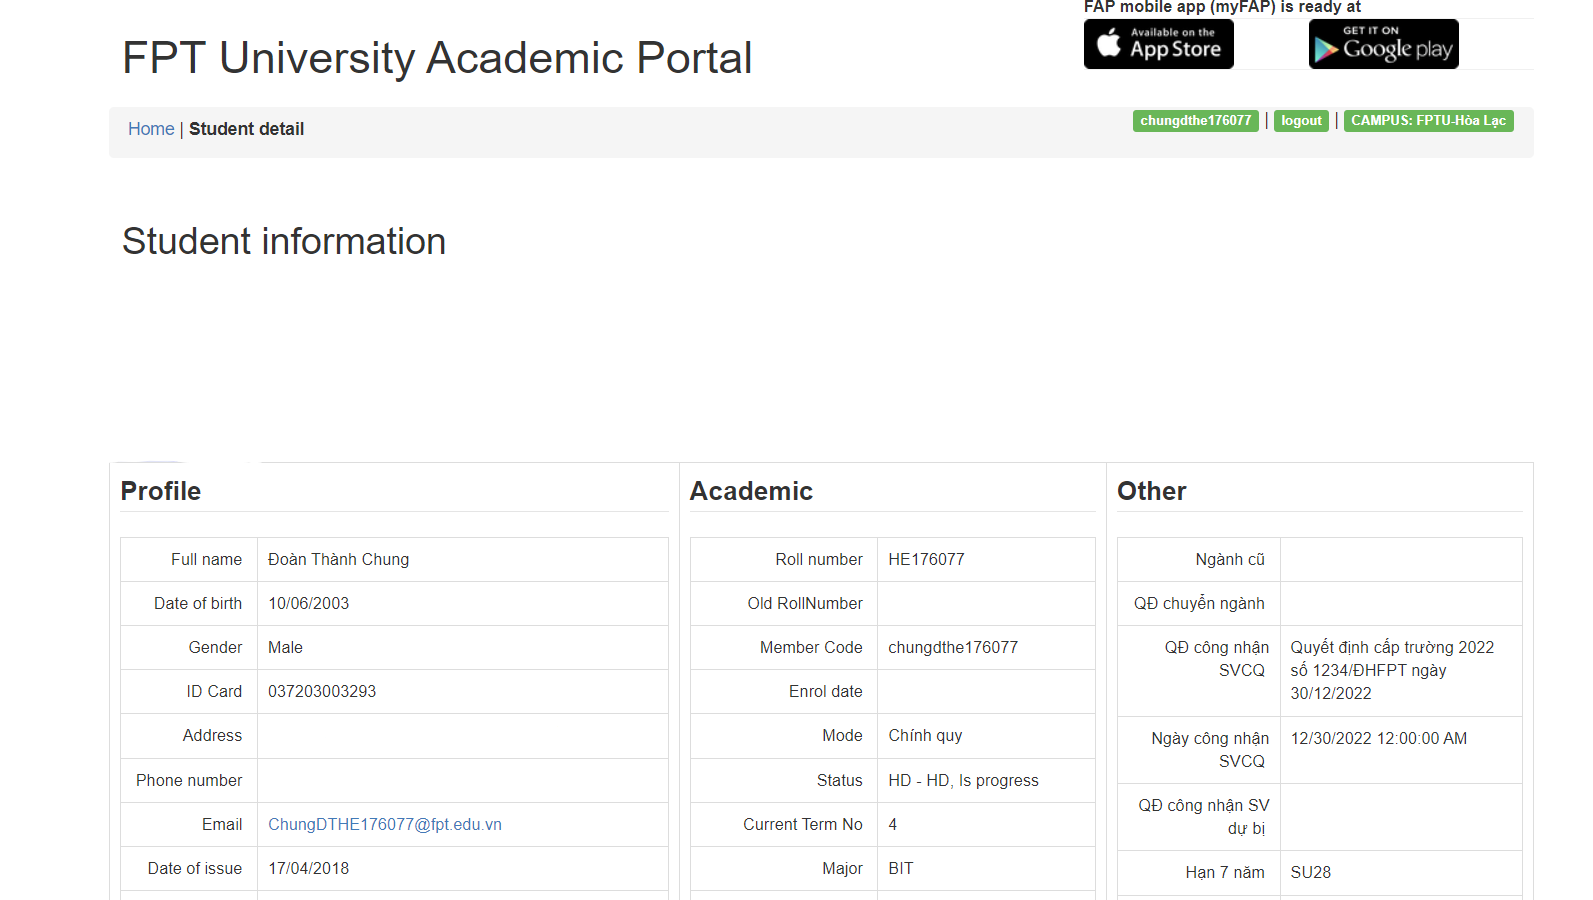 FAP mobile app (myFAP) is ready at
FPT University Academic Portal
Available on the
App Store
GET IT ON
Google play
Home | Student detail
chungdthe176077 | logout | CAMPUS: FPTU-Hòa Lạc
Student information
Profile
Full name Đoàn Thành Chung
Date of birth 10/06/2003
Gender Male
ID Card 037203003293
Address
Phone number
Email ChungDTHE176077@fpt.edu.vn
Date of issue 17/04/2018
Academic
Roll number HE176077
Old RollNumber
Member Code chungdthe176077
Enrol date
Mode Chính quy
Status HD - HD, Is progress
Current Term No 4
Major BIT
Other
Ngành cũ
QĐ chuyển ngành
QĐ công nhận Quyết định cấp trường 2022
SVCQ số 1234/ĐHFPT ngày
30/12/2022
Ngày công nhận 12/30/2022 12:00:00 AM
SVCQ
QĐ công nhận SV
dự bị
Hạn 7 năm SU28